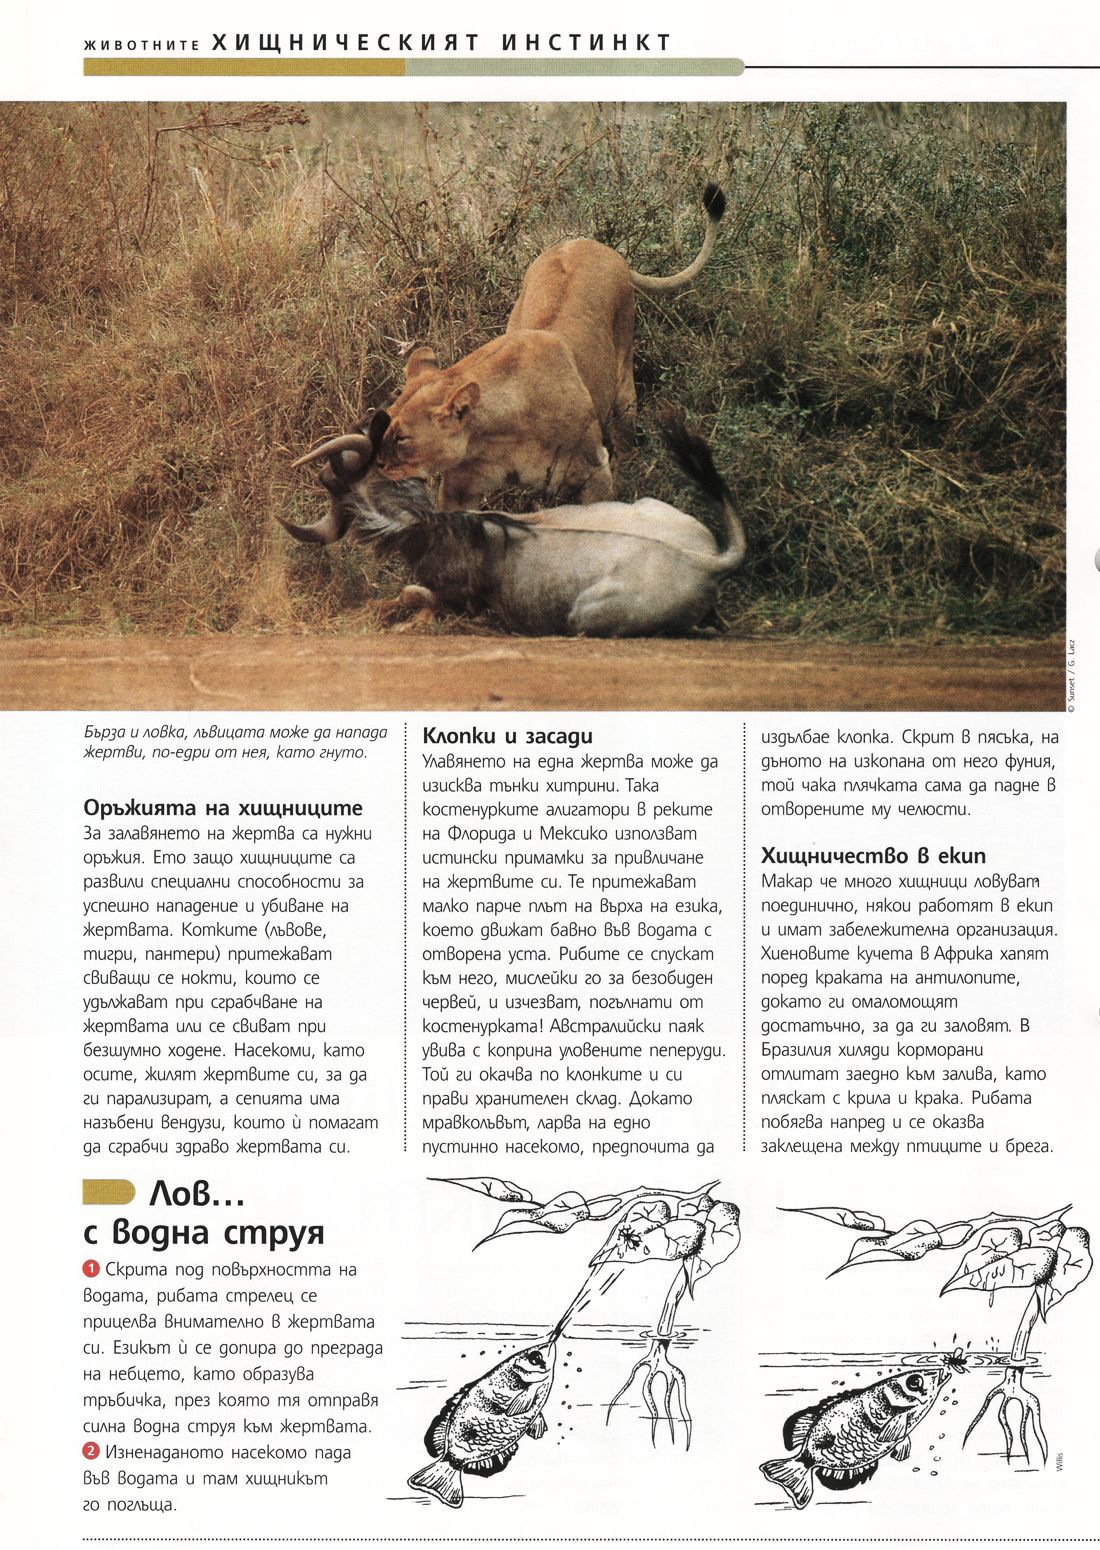 животните ХИЩНИЧЕСКИЯТ ИНСТИНКТ
© Sunset / G. Lacz
Бърза и ловка, лъвицата може да напада
жертви, по-едри от нея, като гнуто.
Оръжията на хищниците
За залавянето на жертва са нужни
оръжия. Ето защо хищниците са
развили специални способности за
успешно нападение и убиване на
жертвата. Котките (лъвове,
тигри, пантери) притежават
свиващи се нокти, които се
удължават при сграбчване на
жертвата или се свиват при
безшумно ходене. Насекоми, като
осите, жилят жертвите си, за да
ги парализират, а сепията има
назъбени вендузи, които ѝ помагат
да сграбчи здраво жертвата си.
Клопки и засади
Улавянето на една жертва може да
изисква тънки хитрини. Така
костенурките алигатори в реките
на Флорида и Мексико използват
истински примамки за привличане
на жертвите си. Те притежават
малко парче плът на върха на езика,
което движат бавно във водата с
отворена уста. Рибите се спускат
към него, мислейки го за безобиден
червей, и изчезват, погълнати от
костенурката! Австралийски паяк
увива с коприна уловените пеперуди.
Той ги окачва по клонките и си
прави хранителен склад. Докато
мравколъвът, ларва на едно
пустинно насекомо, предпочита да
издълбае клопка. Скрит в пясъка, на
дъното на изкопана от него фуния,
той чака плячката сама да падне в
отворените му челюсти.
Хищничество в екип
Макар че много хищници ловуват
поединично, някои работят в екип
и имат забележителна организация.
Хиеновите кучета в Африка хапят
поред краката на антилопите,
докато ги омаломощят
достатъчно, за да ги заловят. В
Бразилия хиляди корморани
отлитат заедно към залива, като
пляскат с крила и крака. Рибата
побягва напред и се оказва
заклещена между птиците и брега.
Лов...
с водна струя
1 Скрита под повърхността на
водата, рибата стрелец се
прицелва внимателно в жертвата
си. Езикът ѝ се допира до преграда
на небцето, като образува
тръбичка, през която тя отправя
силна водна струя към жертвата.
2 Изненаданото насекомо пада
във водата и там хищникът
го поглъща.
Willis